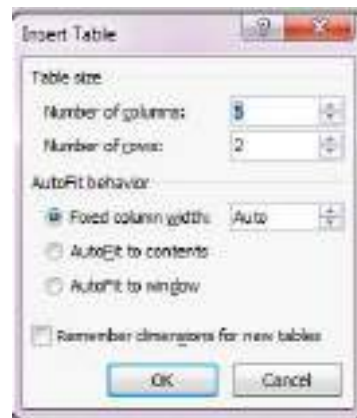 Insert Table
Table size
Number of columns: 5
Number of rows: 2
AutoFit behavior
Fixed column width: Auto
AutoFit to contents
AutoFit to window
Remember dimensions for new tables
OK Cancel